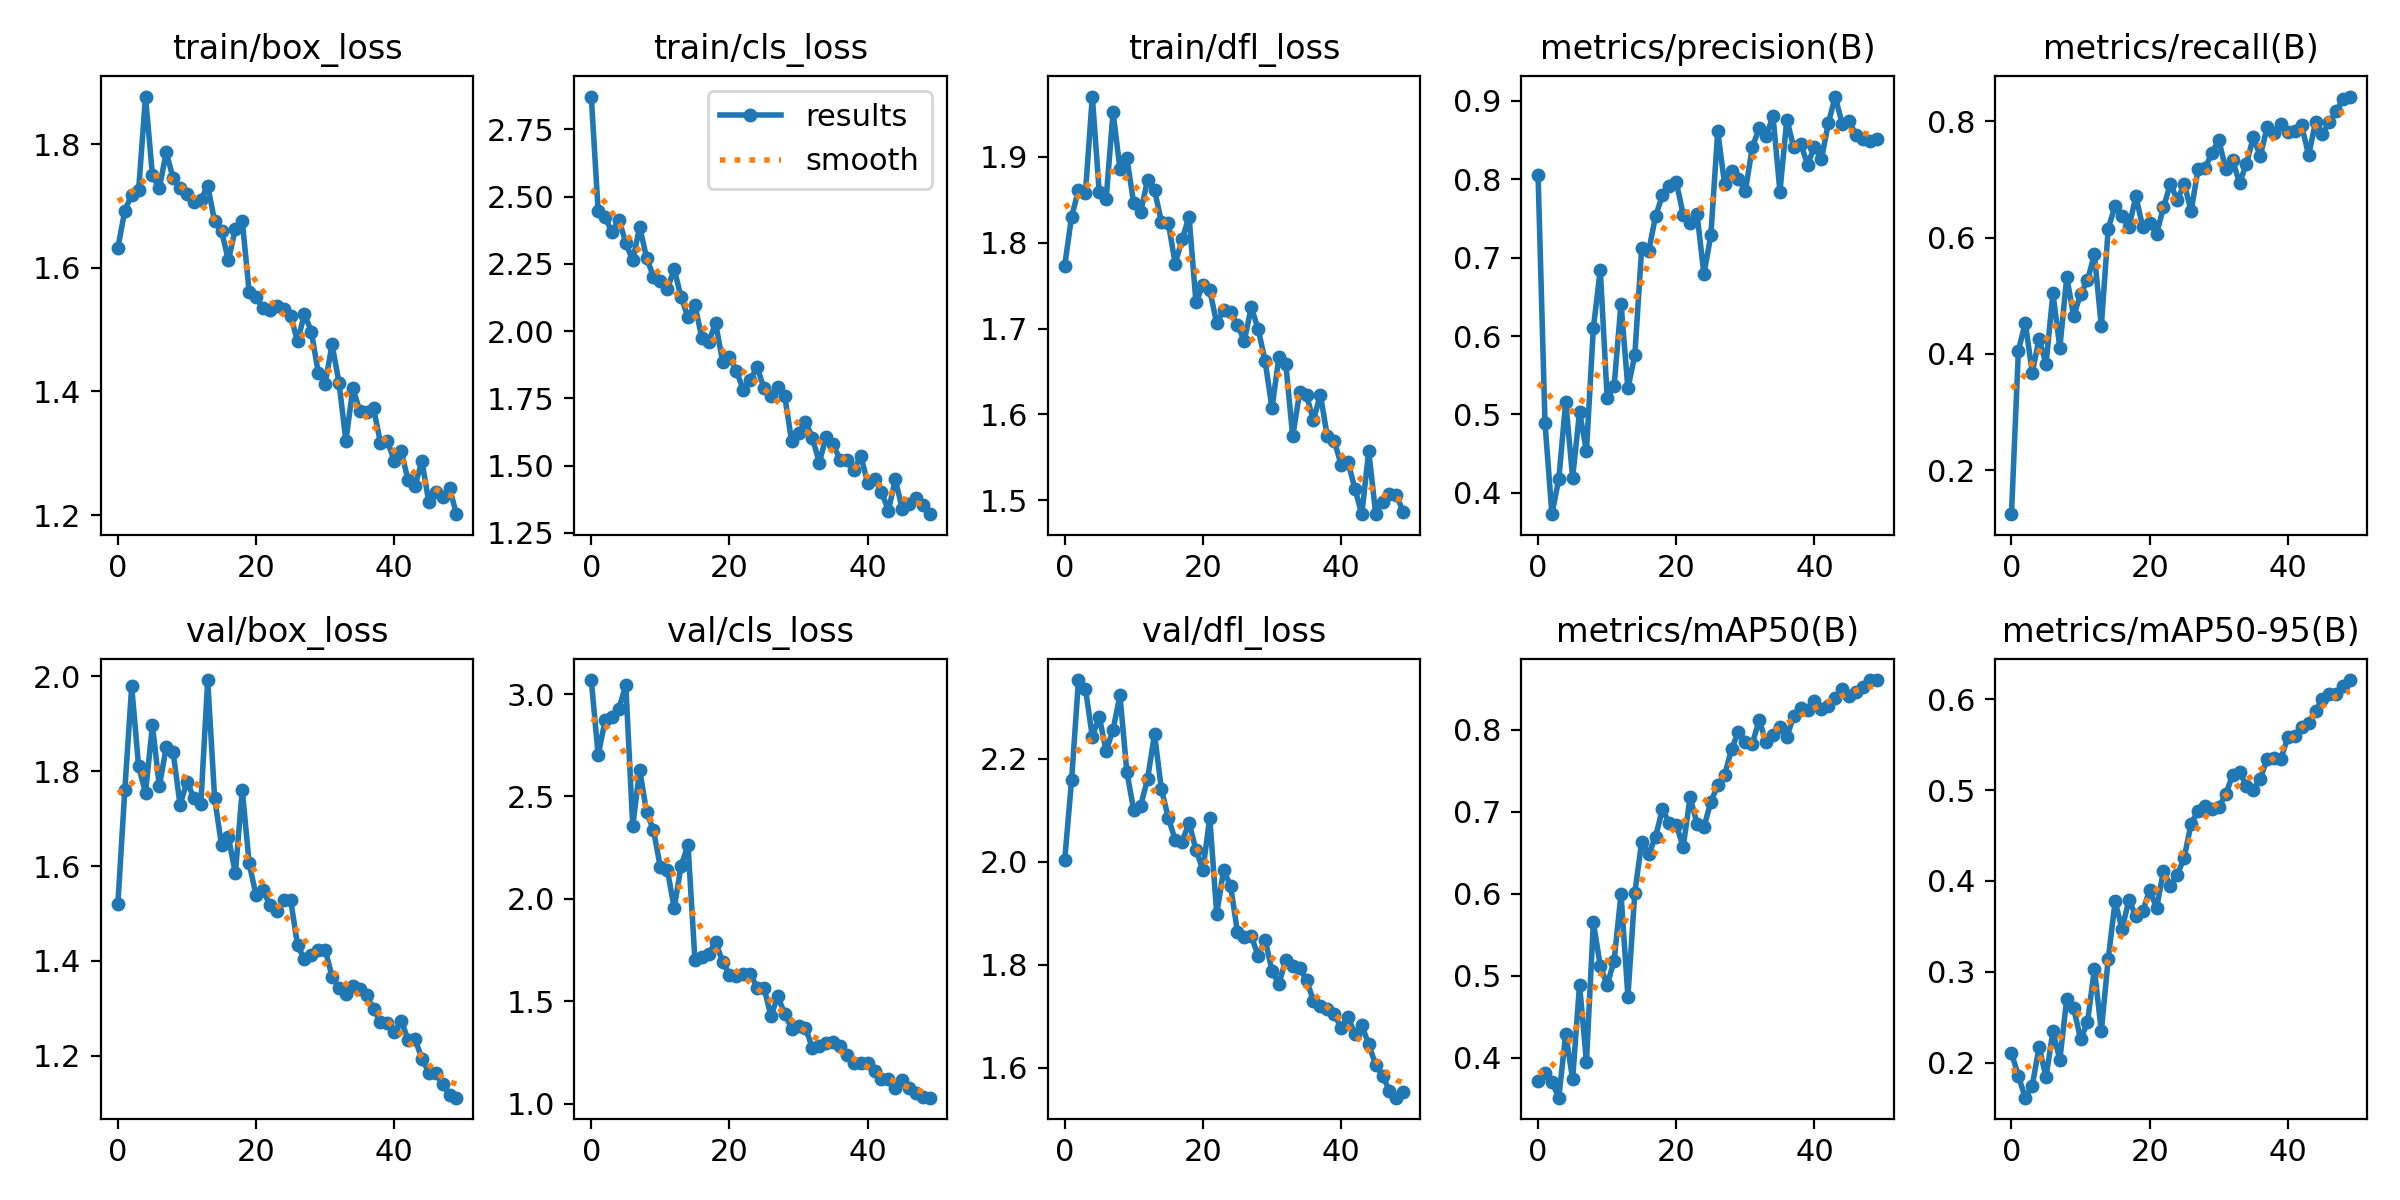 train/box_loss
1.8
1.6
1.4
1.2
0 20 40
train/cls_loss
results
smooth
2.75
2.50
2.25
2.00
1.75
1.50
1.25
0 20 40
train/dfl_loss
1.9
1.8
1.7
1.6
1.5
0 20 40
metrics/precision(B)
0.9
0.8
0.7
0.6
0.5
0.4
0 20 40
metrics/recall(B)
0.8
0.6
0.4
0.2
0 20 40
val/box_loss
2.0
1.8
1.6
1.4
1.2
0 20 40
val/cls_loss
3.0
2.5
2.0
1.5
1.0
0 20 40
val/dfl_loss
2.2
2.0
1.8
1.6
0 20 40
metrics/mAP50(B)
0.8
0.7
0.6
0.5
0.4
0 20 40
metrics/mAP50-95(B)
0.6
0.5
0.4
0.3
0.2
0 20 40